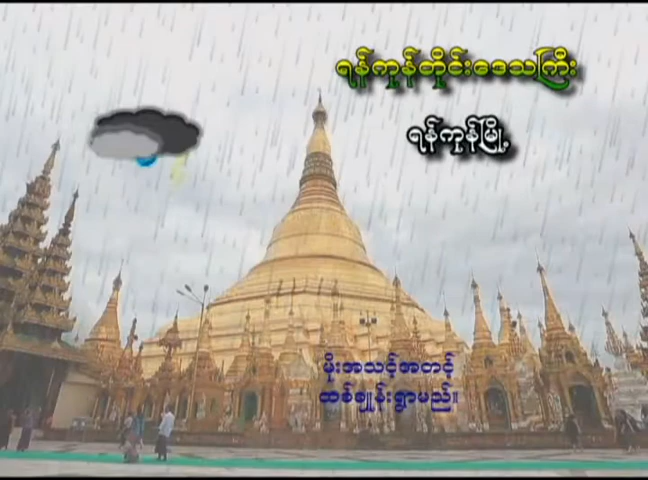 ရန်ကုန်တိုင်းဒေသကြီး
ရန်ကုန်မြို့
မိုးအသင့်အတင့်
ထစ်ချုန်းရွာမည်။